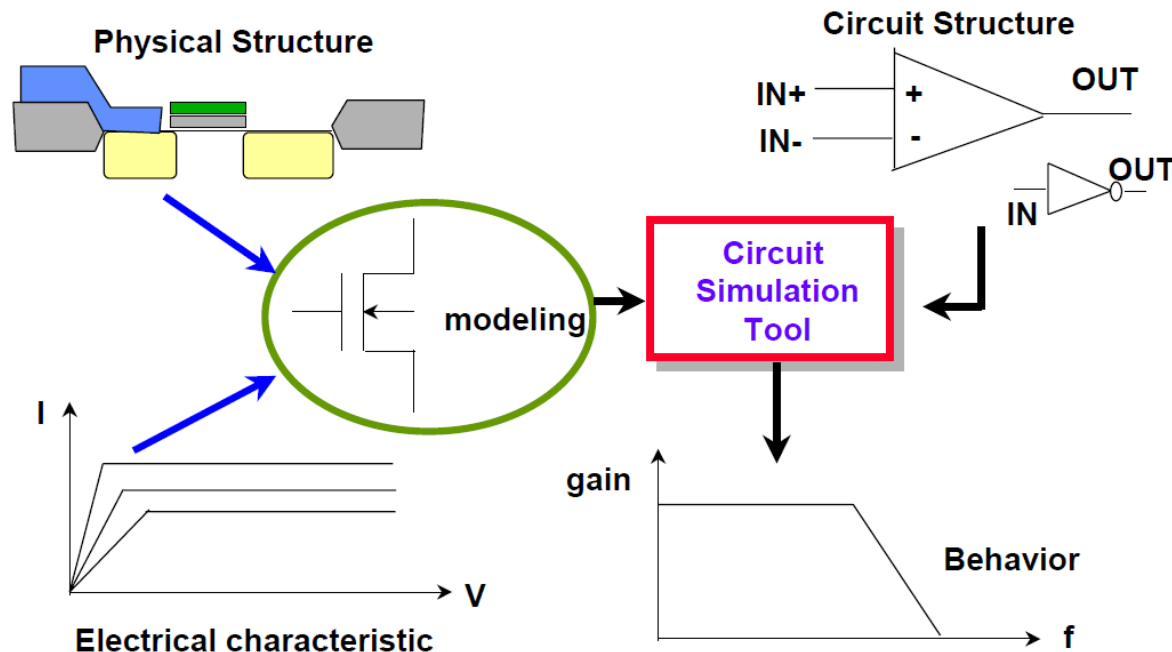 Physical Structure
Circuit Structure
IN+
+
OUT
IN-
-
IN
OUT
modeling
Circuit
Simulation
Tool
I
V
Electrical characteristic
gain
Behavior
f